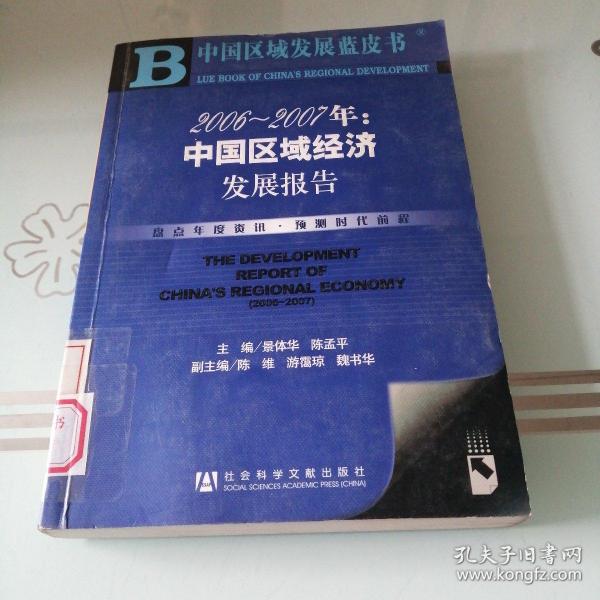 B 中国区域发展蓝皮书®
LUE BOOK OF CHINA'S REGIONAL DEVELOPMENT
2006~2007年：
中国区域经济
发展报告
盘点年度资讯·预测时代前程
THE DEVELOPMENT
REPORT OF
CHINA'S REGIONAL ECONOMY
(2006~2007)
主 编/景体华 陈孟平
副主编/陈 维 游霭琼 魏书华
书
社会科学文献出版社
SOCIAL SCIENCES ACADEMIC PRESS (CHINA)
孔夫子旧书网
www.kongfz.com